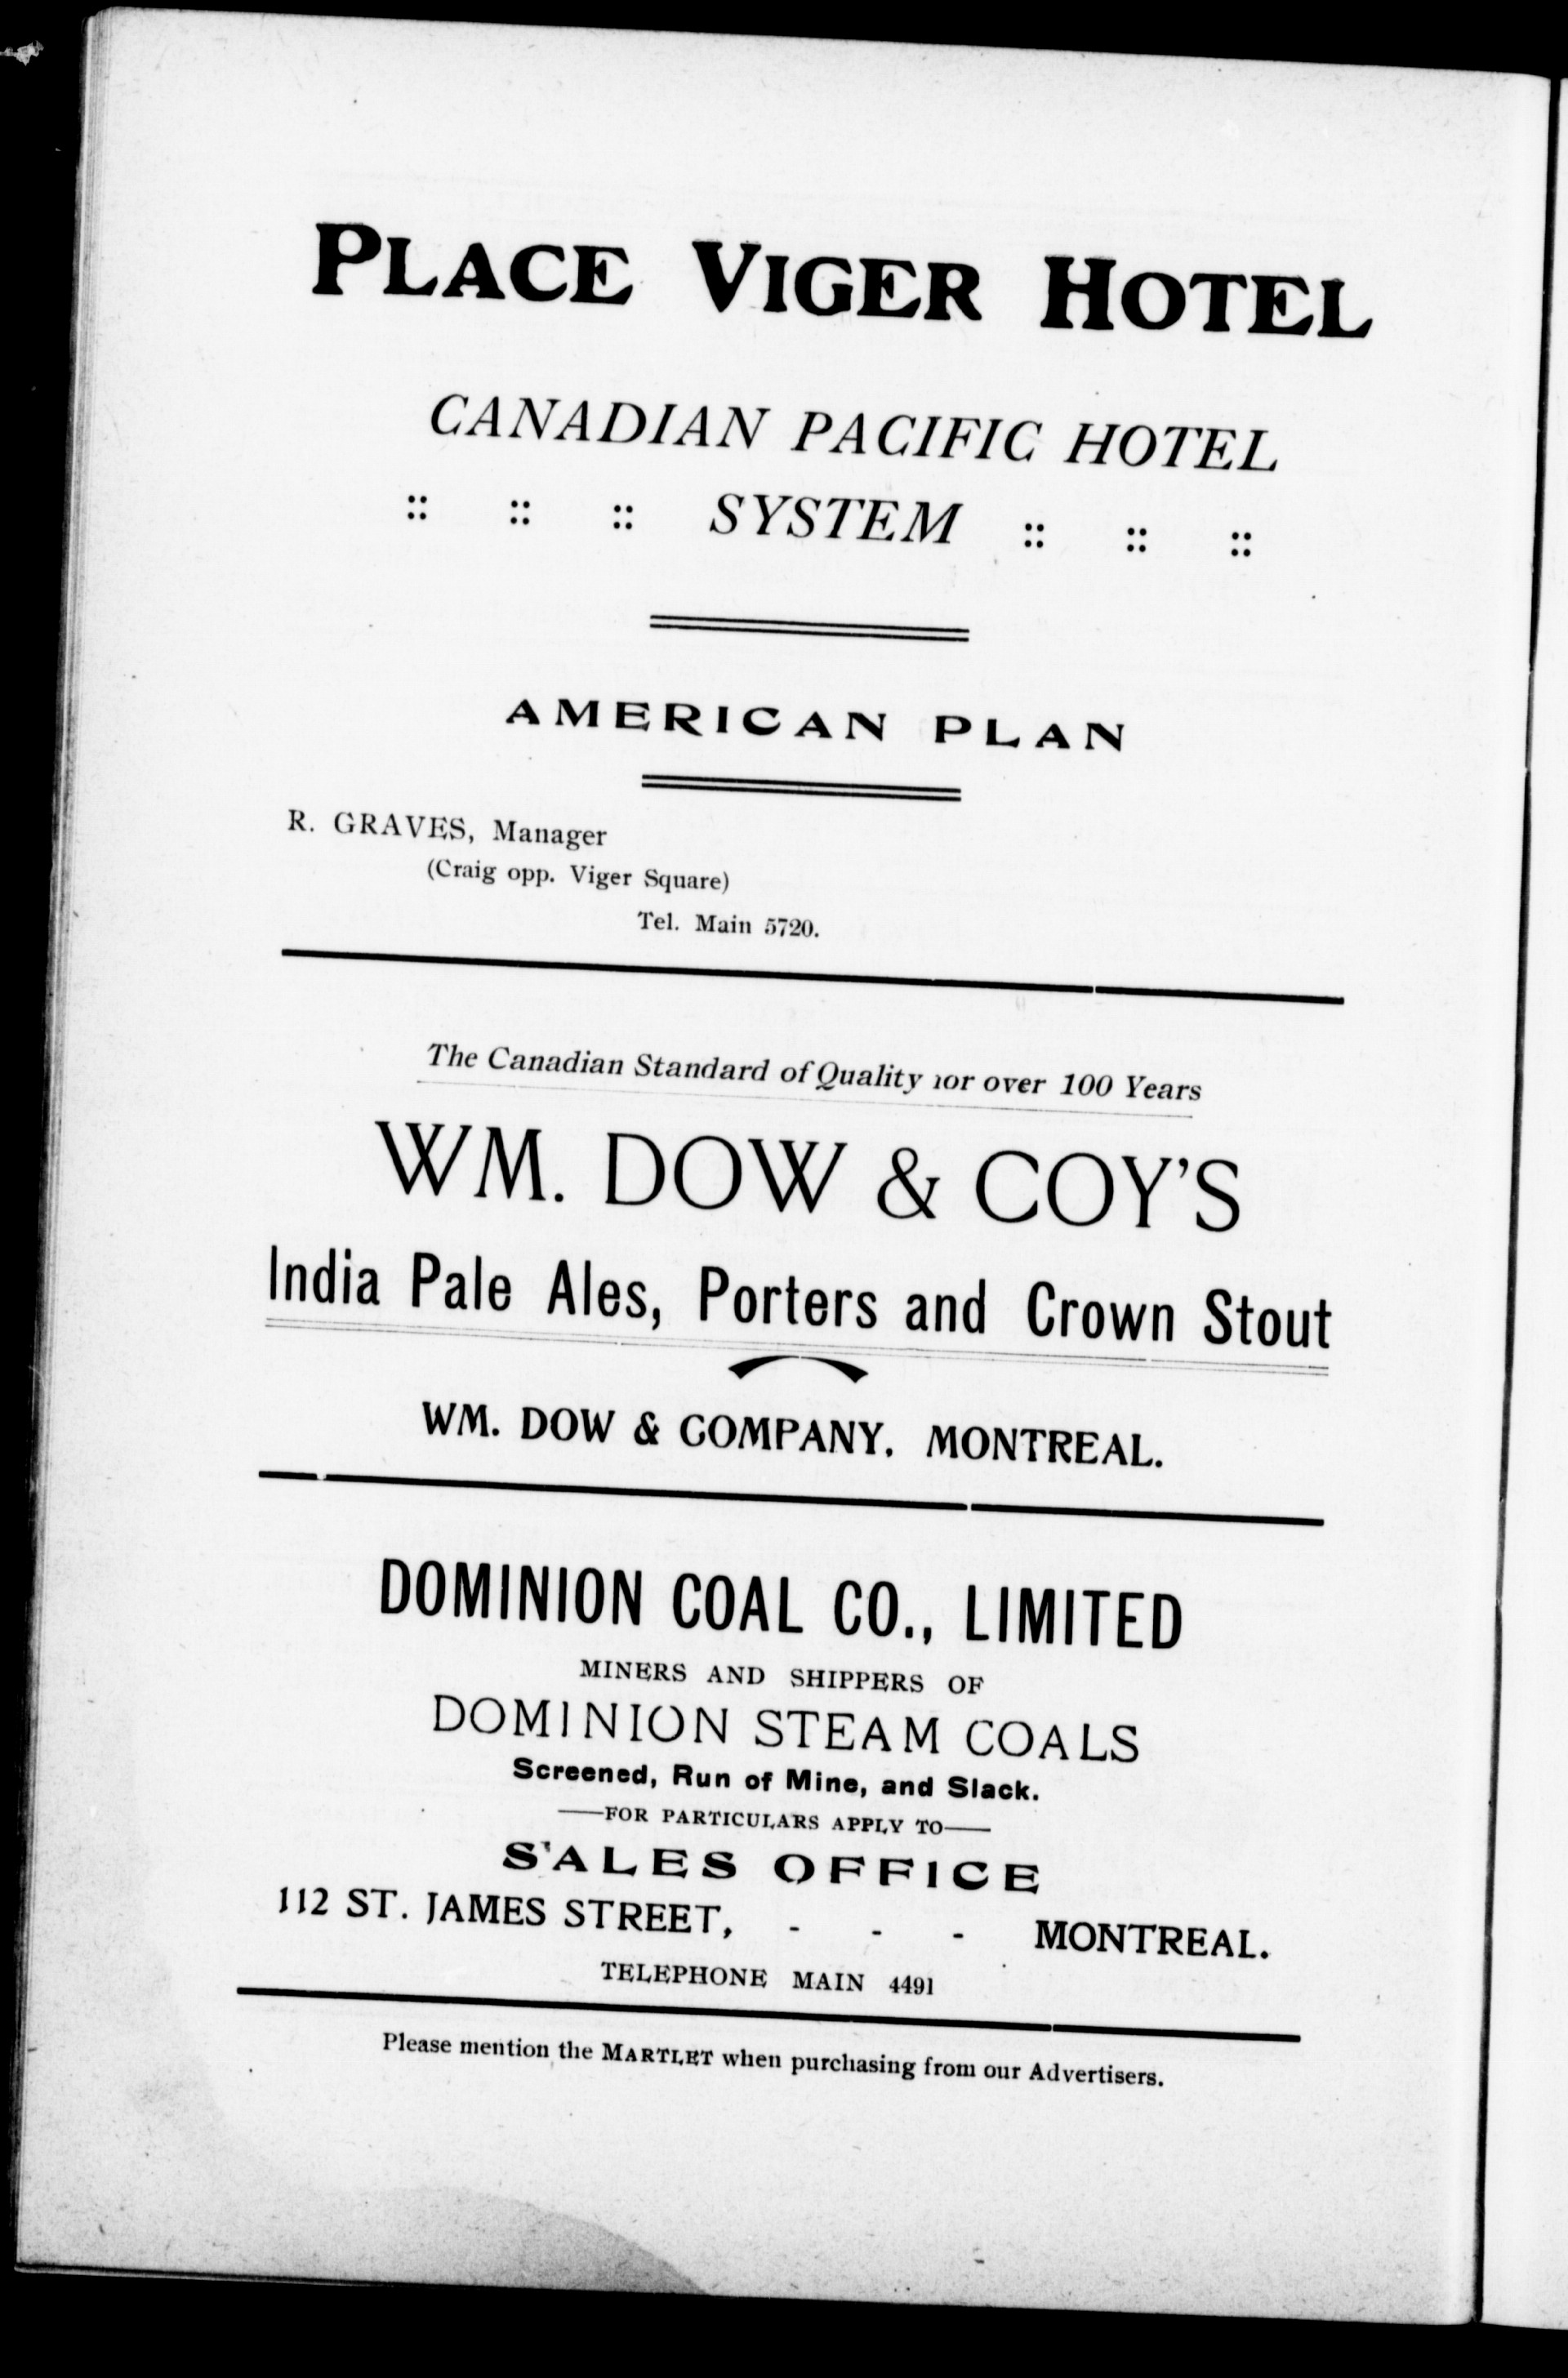 PLACE VIGER HOTEL
CANADIAN PACIFIC HOTEL
:: :: :: SYSTEM :: :: ::
AMERICAN PLAN
R. GRAVES, Manager
(Craig opp. Viger Square)
Tel. Main 5720.
The Canadian Standard of Quality for over 100 Years
WM. DOW & COY'S
India Pale Ales, Porters and Crown Stout
WM. DOW & COMPANY. MONTREAL.
DOMINION COAL CO., LIMITED
MINERS AND SHIPPERS OF
DOMINION STEAM COALS
Screened, Run of Mine, and Slack.
——FOR PARTICULARS APPLY TO——
S'ALES OFFICE
112 ST. JAMES STREET, - - - MONTREAL.
TELEPHONE MAIN 4491
Please mention the MARTLET when purchasing from our Advertisers.